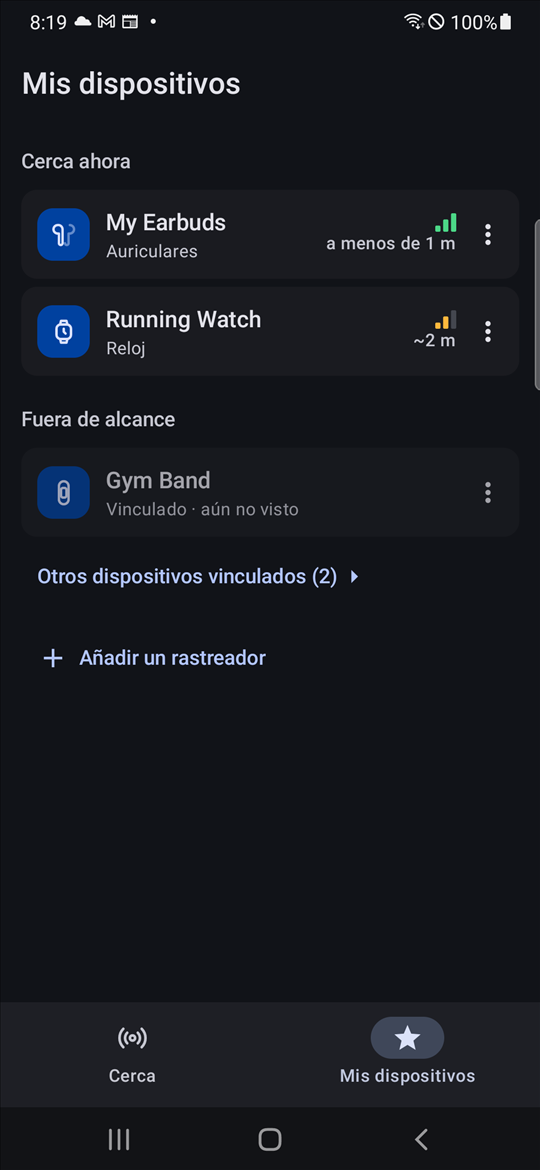 8:19
100%
Mis dispositivos
Cerca ahora
My Earbuds
Auriculares
a menos de 1 m
Running Watch
Reloj
~2 m
Fuera de alcance
Gym Band
Vinculado · aún no visto
Otros dispositivos vinculados (2)
Añadir un rastreador
Cerca
Mis dispositivos